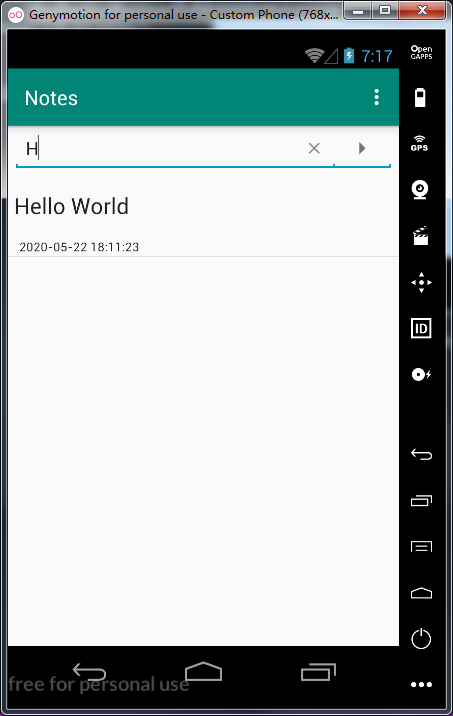 Genymotion for personal use - Custom Phone (768x...
7:17
Open
GAPPS
Notes
GPS
H
Hello World
2020-05-22 18:11:23
ID
free for personal use